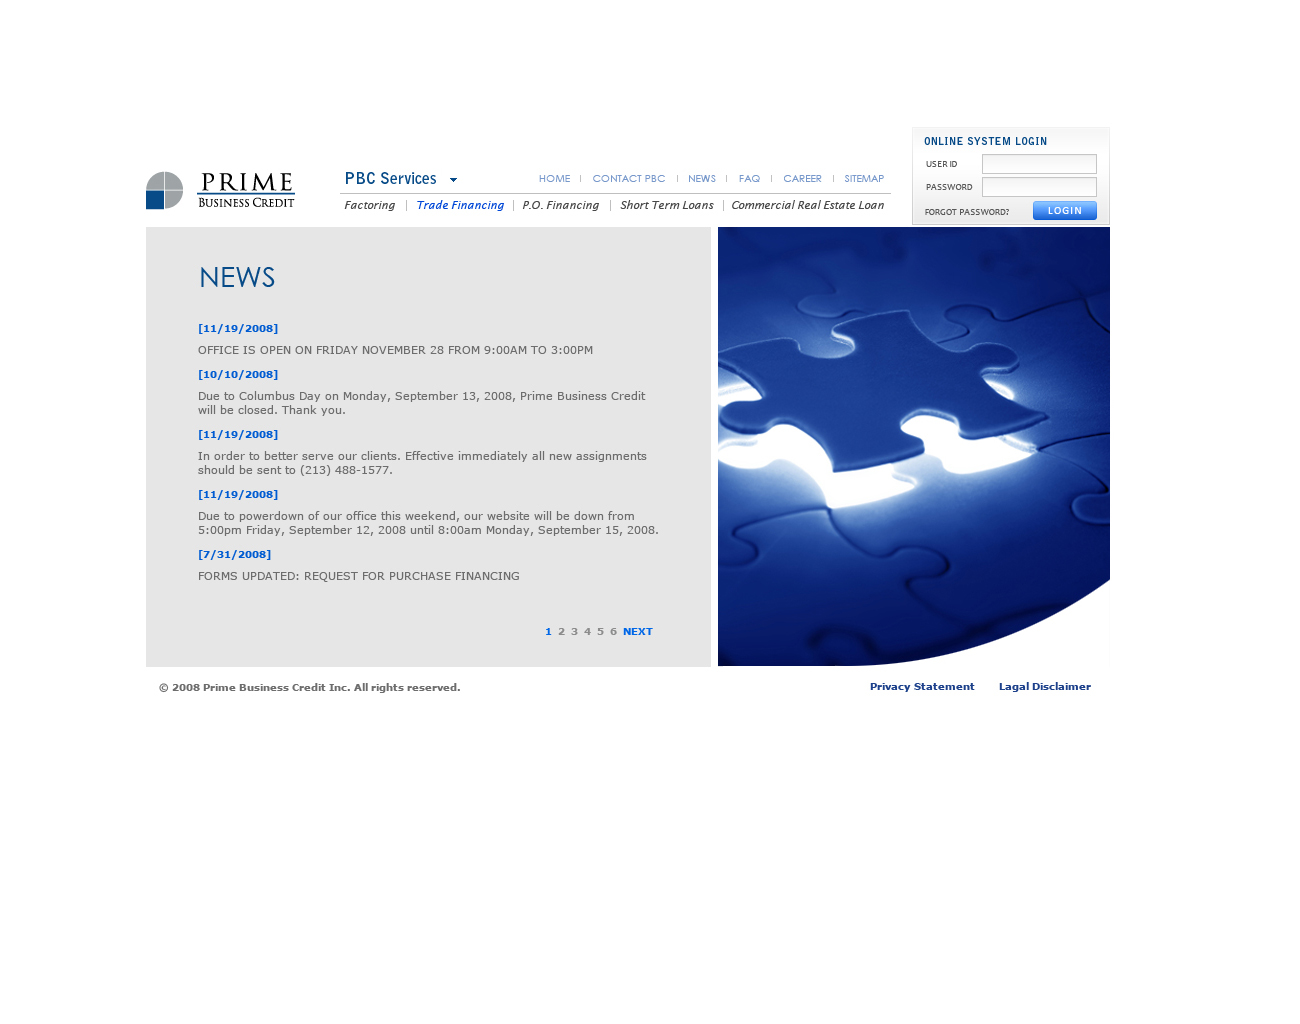 ONLINE SYSTEM LOGIN
USER ID
PASSWORD
FORGOT PASSWORD?
LOGIN
PRIME
BUSINESS CREDIT
PBC Services
HOME
CONTACT PBC
NEWS
FAQ
CAREER
SITEMAP
Factoring
Trade Financing
P.O. Financing
Short Term Loans
Commercial Real Estate Loan
NEWS
[11/19/2008]
OFFICE IS OPEN ON FRIDAY NOVEMBER 28 FROM 9:00AM TO 3:00PM
[10/10/2008]
Due to Columbus Day on Monday, September 13, 2008, Prime Business Credit
will be closed. Thank you.
[11/19/2008]
In order to better serve our clients. Effective immediately all new assignments
should be sent to (213) 488-1577.
[11/19/2008]
Due to powerdown of our office this weekend, our website will be down from
5:00pm Friday, September 12, 2008 until 8:00am Monday, September 15, 2008.
[7/31/2008]
FORMS UPDATED: REQUEST FOR PURCHASE FINANCING
1 2 3 4 5 6 NEXT
© 2008 Prime Business Credit Inc. All rights reserved.
Privacy Statement
Lagal Disclaimer